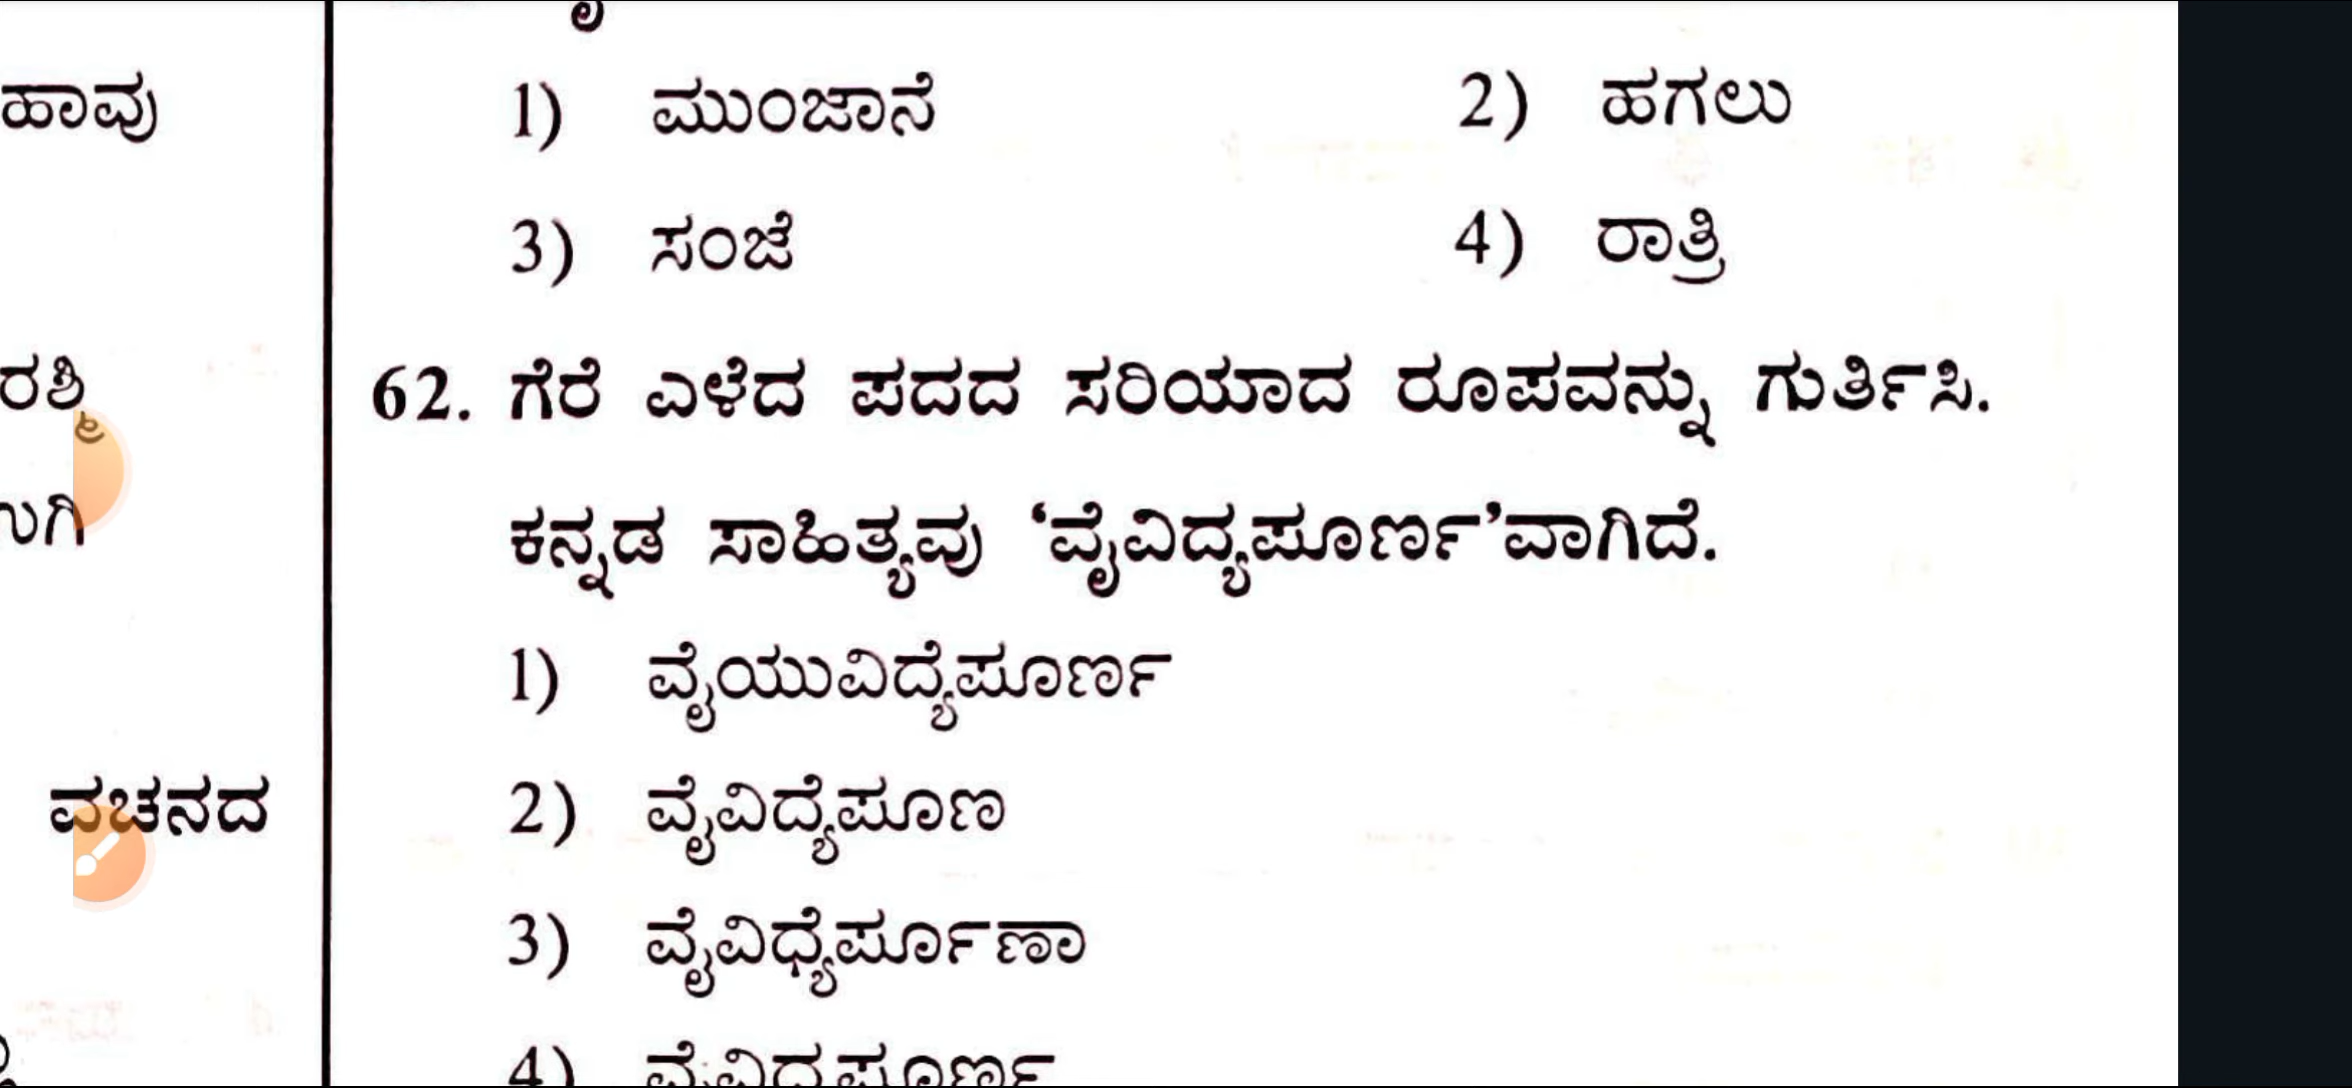 ಹಾವು
ರಶ್ಮಿ
ವಚನದ
1) ಮುಂಜಾನೆ 2) ಹಗಲು
3) ಸಂಜೆ 4) ರಾತ್ರಿ
62. ಗೆರೆ ಎಳೆದ ಪದದ ಸರಿಯಾದ ರೂಪವನ್ನು ಗುರ್ತಿಸಿ.
ಕನ್ನಡ ಸಾಹಿತ್ಯವು ‘ವೈವಿದ್ಯಪೂರ್ಣ’ವಾಗಿದೆ.
1) ವೈಯುವಿದ್ಯೆಪೂರ್ಣ
2) ವೈವಿದ್ಯೆಪೂಣ
3) ವೈವಿಧ್ಯೆರ್ಪೂಣಾ
4)